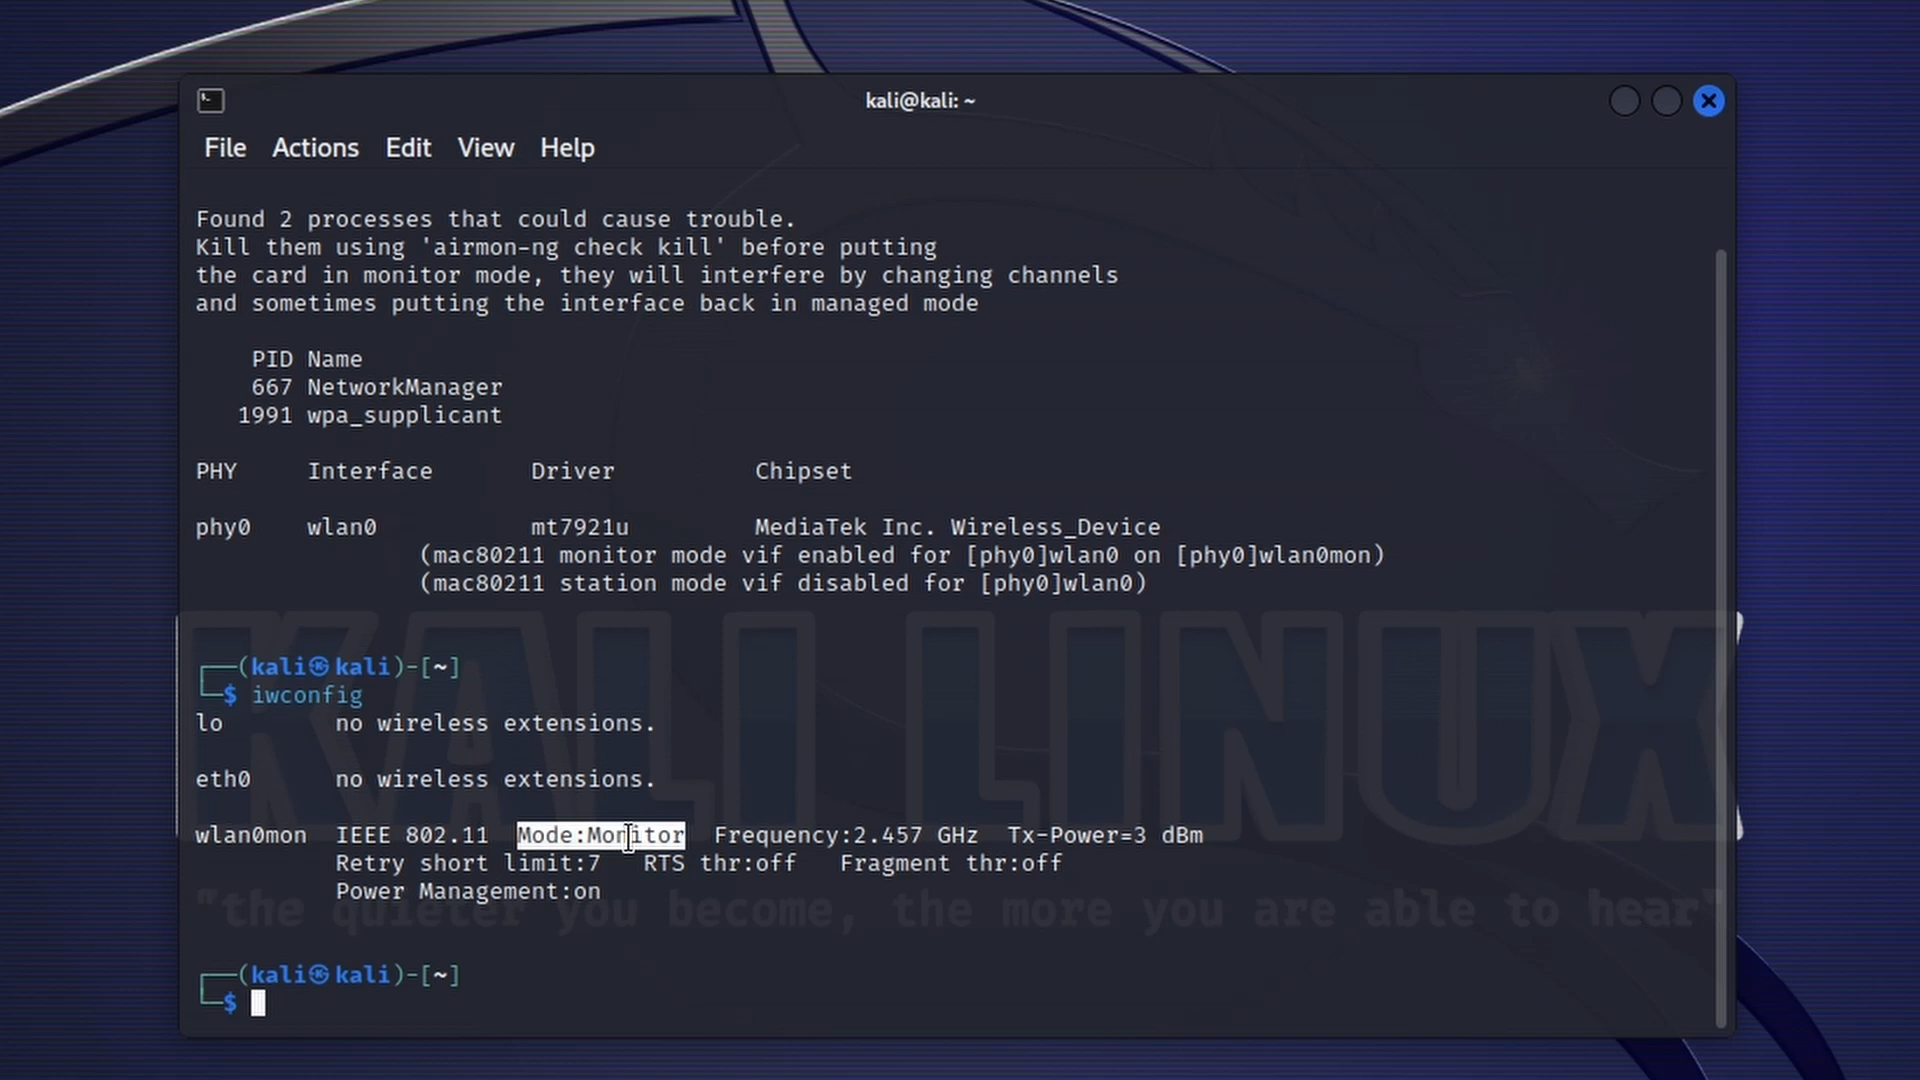 kali@kali: ~
File Actions Edit View Help
Found 2 processes that could cause trouble.
Kill them using 'airmon-ng check kill' before putting
the card in monitor mode, they will interfere by changing channels
and sometimes putting the interface back in managed mode
PID Name
667 NetworkManager
1991 wpa_supplicant
PHY Interface Driver Chipset
phy0 wlan0 mt7921u MediaTek Inc. Wireless_Device
(mac80211 monitor mode vif enabled for [phy0]wlan0 on [phy0]wlan0mon)
(mac80211 station mode vif disabled for [phy0]wlan0)
KALI LINUX
┌──(kali㉿kali)-[~]
└─$ iwconfig
lo no wireless extensions.
eth0 no wireless extensions.
wlan0mon IEEE 802.11 Mode:Monitor Frequency:2.457 GHz Tx-Power=3 dBm
Retry short limit:7 RTS thr:off Fragment thr:off
Power Management:on
"the quieter you become, the more you are able to hear"
┌──(kali㉿kali)-[~]
└─$